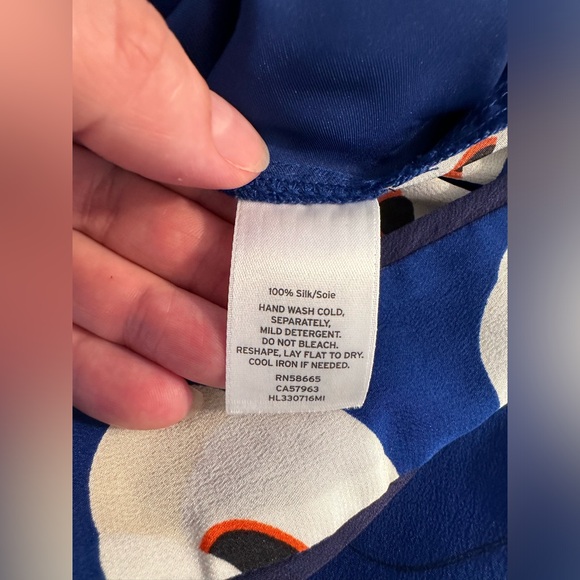 100% Silk/Soie
HAND WASH COLD,
SEPARATELY,
MILD DETERGENT.
DO NOT BLEACH.
RESHAPE, LAY FLAT TO DRY.
COOL IRON IF NEEDED.
RN58665
CA57963
HL330716MI